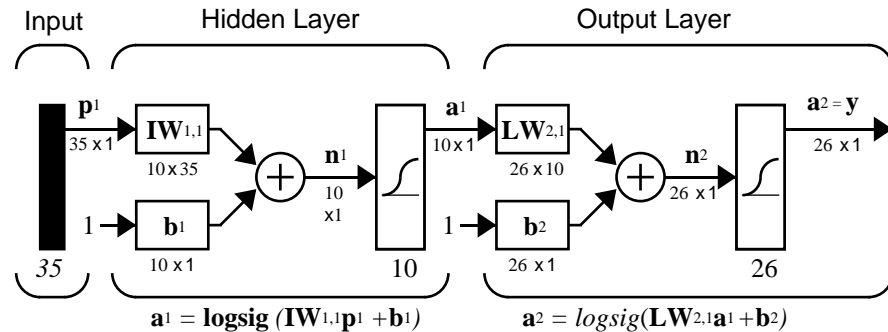 Input Hidden Layer Output Layer
p1 a1 a2 = y
IW1,1 LW2,1
35 x 1 10 x 1 26 x 1
n1 n2
10 x 35 26 x 10
10 26 x 1
x1
1 b1 1 b2
10 x 1 26 x 1
35 10 26
a1 = logsig (IW1,1p1 +b1) a2 = logsig(LW2,1a1 +b2)